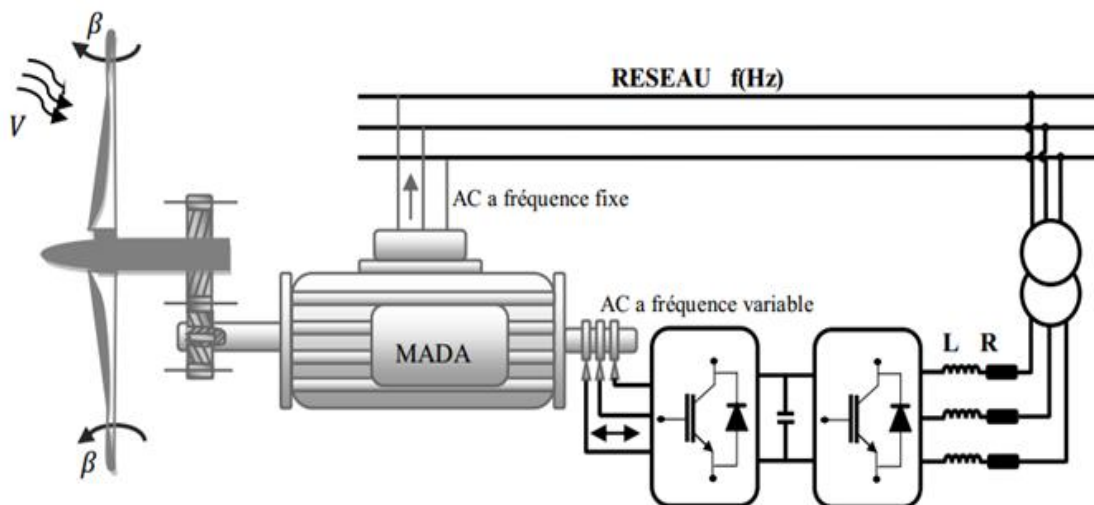 β
V
RESEAU f(Hz)
AC a fréquence fixe
AC a fréquence variable
MADA
L R
β